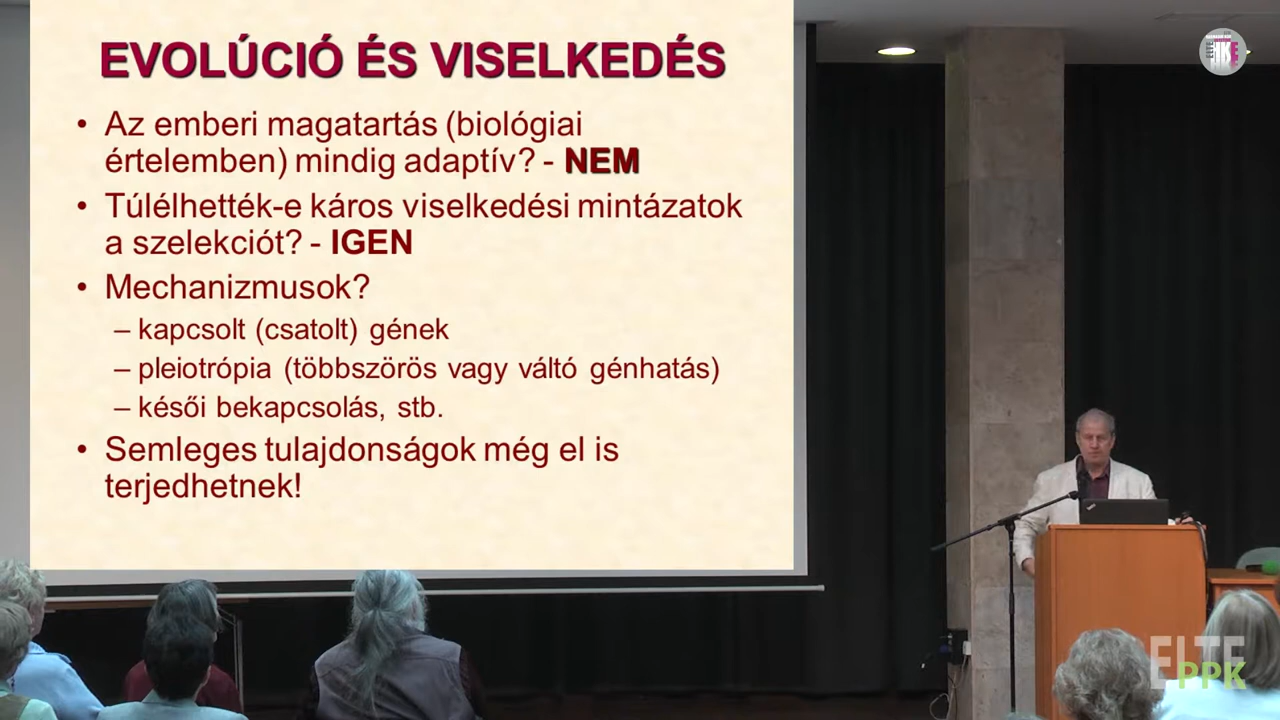 EVOLÚCIÓ ÉS VISELKEDÉS
• Az emberi magatartás (biológiai
értelemben) mindig adaptív? - NEM
• Túlélhették-e káros viselkedési mintázatok
a szelekciót? - IGEN
• Mechanizmusok?
– kapcsolt (csatolt) gének
– pleiotrópia (többszörös vagy váltó génhatás)
– késői bekapcsolás, stb.
• Semleges tulajdonságok még el is
terjedhetnek!
ELTE
PPK